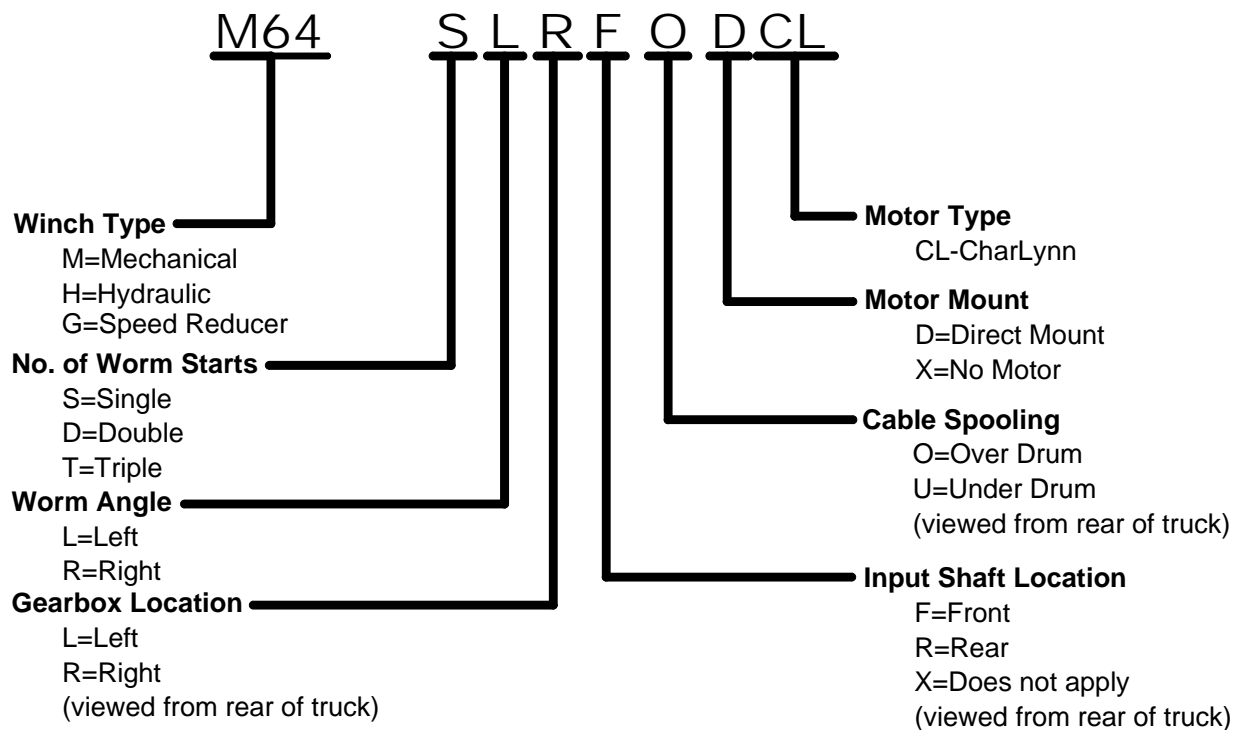 M64 S L R F O D CL
Winch Type
M=Mechanical
H=Hydraulic
G=Speed Reducer
No. of Worm Starts
S=Single
D=Double
T=Triple
Worm Angle
L=Left
R=Right
Gearbox Location
L=Left
R=Right
(viewed from rear of truck)
Motor Type
CL-CharLynn
Motor Mount
D=Direct Mount
X=No Motor
Cable Spooling
O=Over Drum
U=Under Drum
(viewed from rear of truck)
Input Shaft Location
F=Front
R=Rear
X=Does not apply
(viewed from rear of truck)